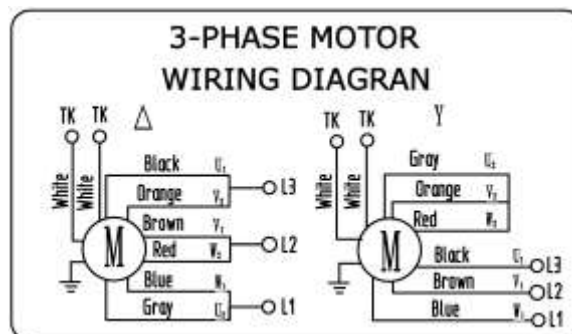 3-PHASE MOTOR
WIRING DIAGRAN
TK TK Δ
White White
Black U₁
Orange V₂
L3
Brown V₁
Red W₂
L2
Blue W₁
Gray U₂
L1
M
TK TK Y
White White
Gray U₂
Orange V₂
Red W₂
Black U₁ L3
Brown V₁ L2
Blue W₁ L1
M